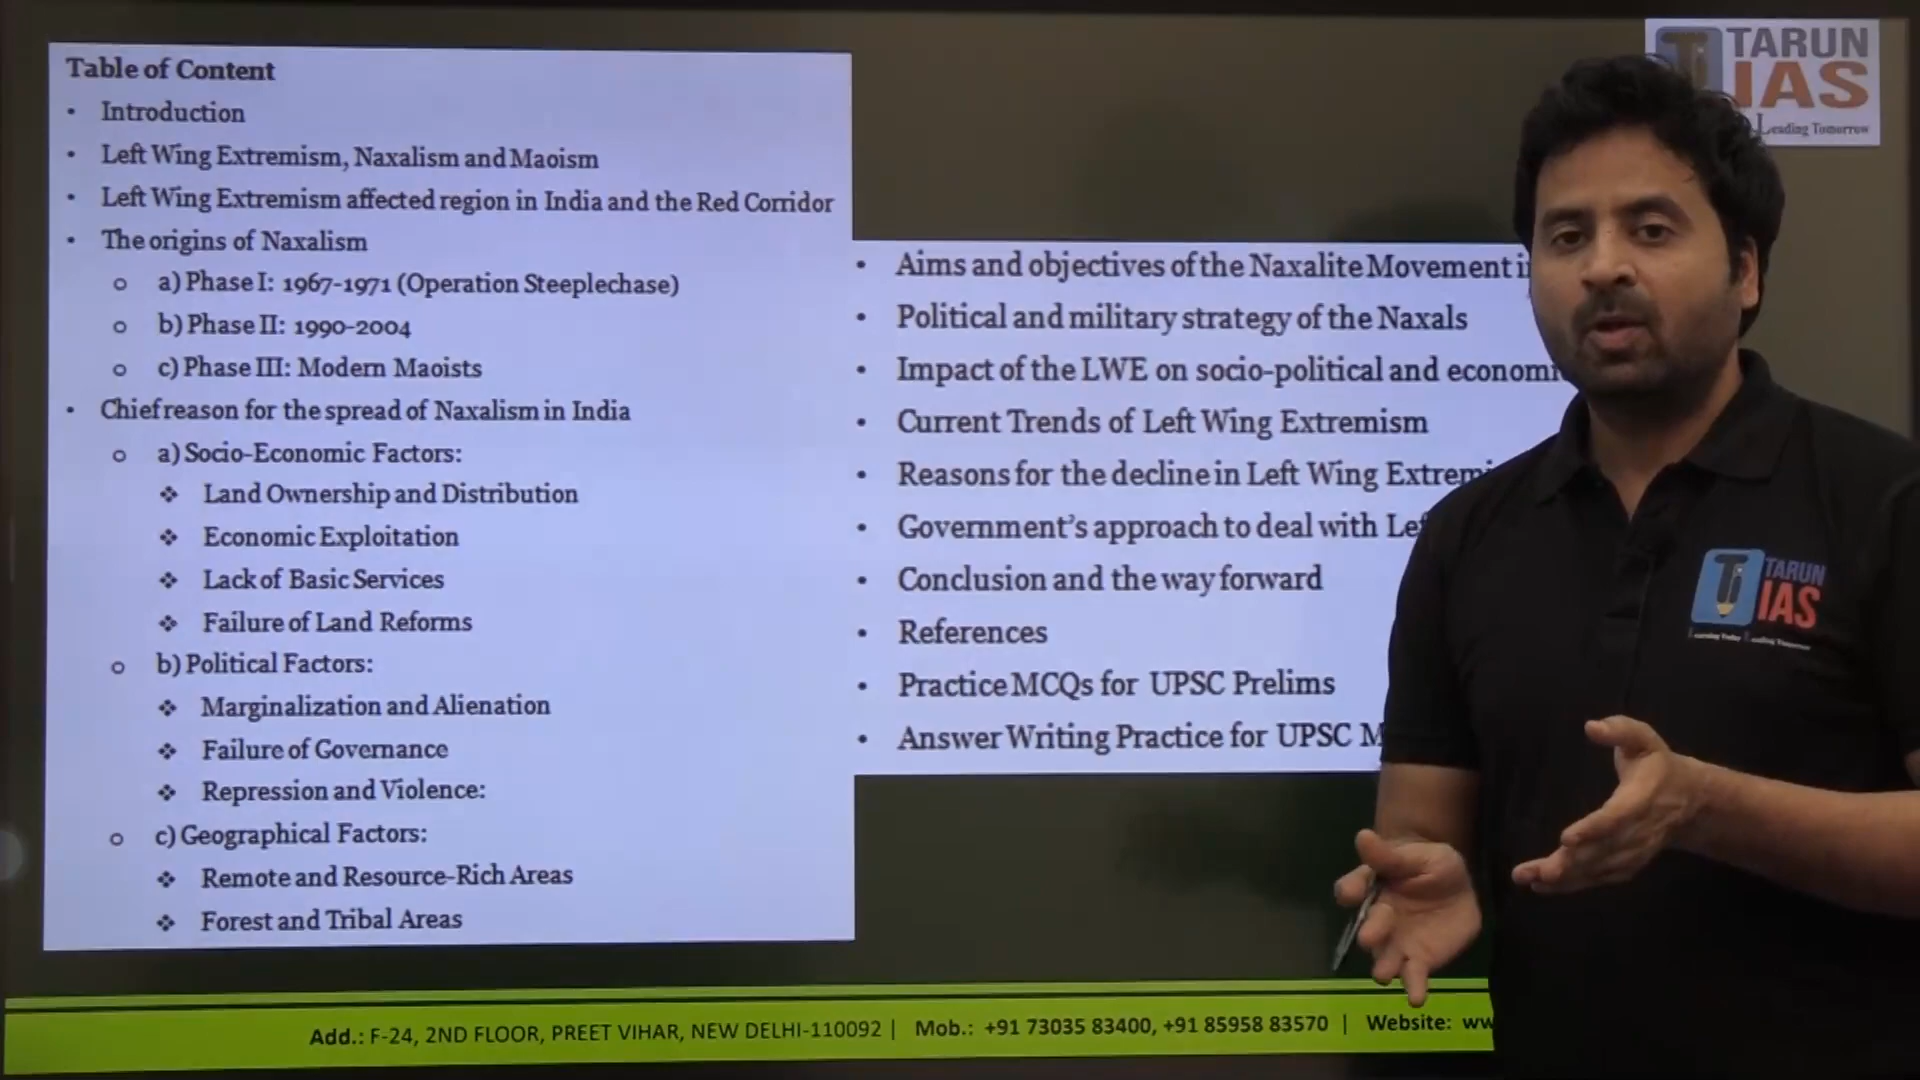 Table of Content
• Introduction
• Left Wing Extremism, Naxalism and Maoism
• Left Wing Extremism affected region in India and the Red Corridor
• The origins of Naxalism
o a) Phase I: 1967-1971 (Operation Steeplechase)
o b) Phase II: 1990-2004
o c) Phase III: Modern Maoists
• Chief reason for the spread of Naxalism in India
o a) Socio-Economic Factors:
❖ Land Ownership and Distribution
❖ Economic Exploitation
❖ Lack of Basic Services
❖ Failure of Land Reforms
o b) Political Factors:
❖ Marginalization and Alienation
❖ Failure of Governance
❖ Repression and Violence:
o c) Geographical Factors:
❖ Remote and Resource-Rich Areas
❖ Forest and Tribal Areas
• Aims and objectives of the Naxalite Movement
• Political and military strategy of the Naxals
• Impact of the LWE on socio-political and
• Current Trends of Left Wing Extremism
• Reasons for the decline in Left Wing
• Government's approach to deal with
• Conclusion and the way forward
• References
• Practice MCQs for UPSC Prelims
• Answer Writing Practice for UPSC
TARUN
IAS
Leading Tomorrow
TARUN
IAS
Learning Today Leading Tomorrow
Add.: F-24, 2ND FLOOR, PREET VIHAR, NEW DELHI-110092 | Mob.: +91 73035 83400, +91 85958 83570 | Website: